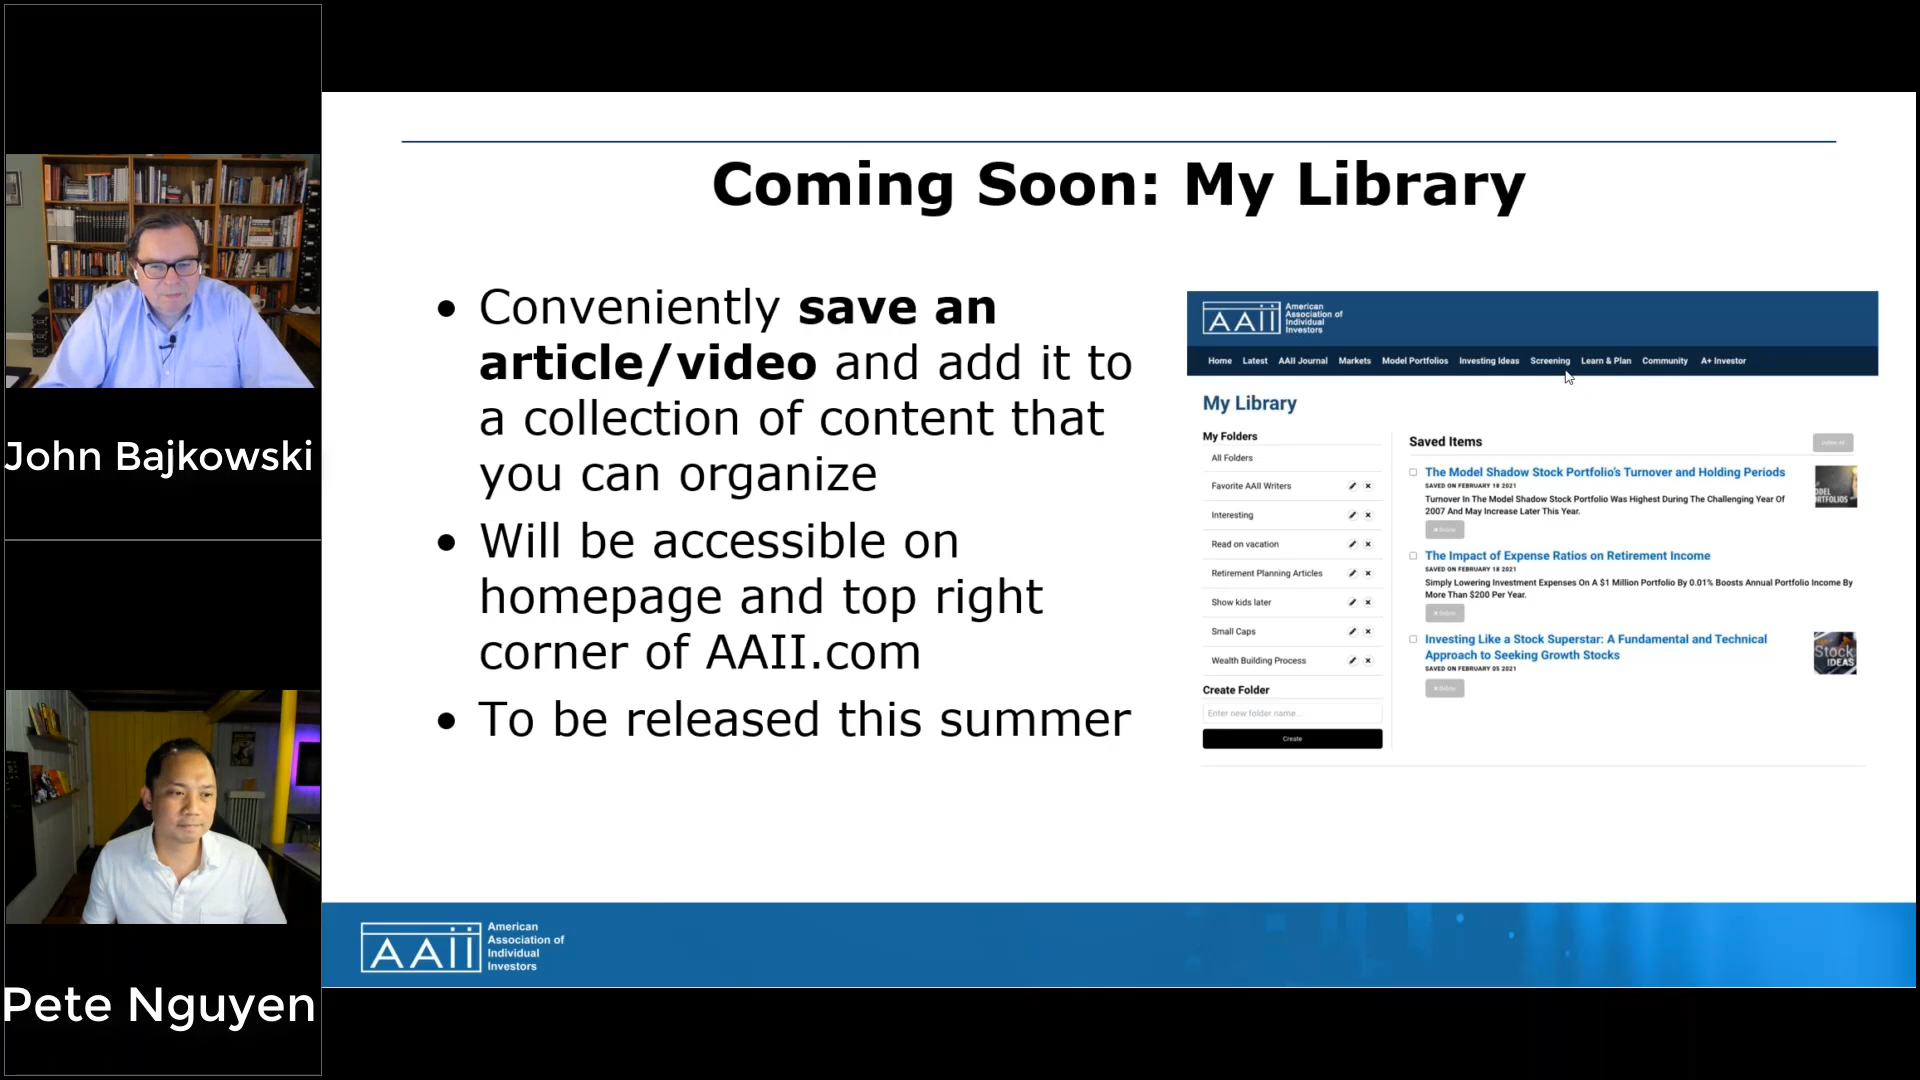 John Bajkowski
Pete Nguyen
Coming Soon: My Library
• Conveniently save an
article/video and add it to
a collection of content that
you can organize
• Will be accessible on
homepage and top right
corner of AAII.com
• To be released this summer
AAII
American
Association of
Individual
Investors
Home Latest AAII Journal Markets Model Portfolios Investing Ideas Screening Learn & Plan Community A+ Investor
My Library
My Folders
All Folders
Favorite AAII Writers
Interesting
Read on vacation
Retirement Planning Articles
Show kids later
Small Caps
Wealth Building Process
Create Folder
Enter new folder name...
Create
Saved Items
The Model Shadow Stock Portfolio's Turnover and Holding Periods
SAVED ON FEBRUARY 18 2021
Turnover In The Model Shadow Stock Portfolio Was Highest During The Challenging Year Of
2007 And May Increase Later This Year.
The Impact of Expense Ratios on Retirement Income
SAVED ON FEBRUARY 18 2021
Simply Lowering Investment Expenses On A $1 Million Portfolio By 0.01% Boosts Annual Portfolio Income By
More Than $200 Per Year.
Investing Like a Stock Superstar: A Fundamental and Technical
Approach to Seeking Growth Stocks
SAVED ON FEBRUARY 05 2021
Stock
IDEAS
AAII
American
Association of
Individual
Investors